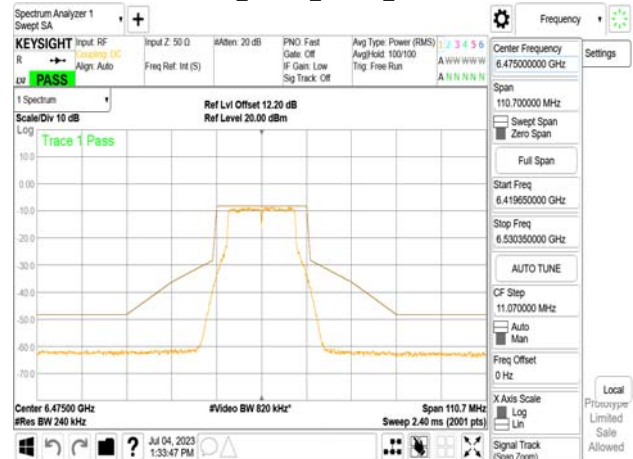 Spectrum Analyzer 1
Swept SA
Frequency
KEYSIGHT
R
LV PASS
Input: RF
Coupling: DC
Align: Auto
Input Z: 50 Ω
Freq Ref: Int (S)
#Atten: 20 dB
PNO: Fast
Gate: Off
IF Gain: Low
Sig Track: Off
Avg Type: Power (RMS)
Avg|Hold: 100/100
Trig: Free Run
1 2 3 4 5 6
A W W W W W
A N N N N N
1 Spectrum
Scale/Div 10 dB
Ref Lvl Offset 12.20 dB
Ref Level 20.00 dBm
Log
Trace 1 Pass
10.0
0.00
-10.0
-20.0
-30.0
-40.0
-50.0
-60.0
-70.0
Center 6.47500 GHz
#Res BW 240 kHz
#Video BW 820 kHz*
Span 110.7 MHz
Sweep 2.40 ms (2001 pts)
Jul 04, 2023
1:33:47 PM
Center Frequency
6.475000000 GHz
Settings
Span
110.700000 MHz
Swept Span
Zero Span
Full Span
Start Freq
6.419650000 GHz
Stop Freq
6.530350000 GHz
AUTO TUNE
CF Step
11.070000 MHz
Auto
Man
Freq Offset
0 Hz
X Axis Scale
Log
Lin
Signal Track
(Span Zoom)
Local
Prototype
Limited
Sale
Allowed